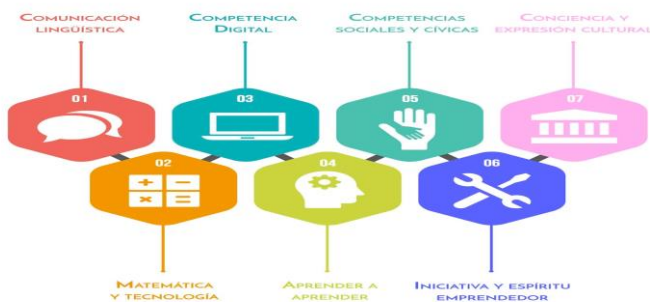 COMUNICACIÓN
LINGÜÍSTICA
COMPETENCIA
DIGITAL
COMPETENCIAS
SOCIALES Y CÍVICAS
CONCIENCIA Y
EXPRESIÓN CULTURAL
01
03
05
07
02
04
06
MATEMÁTICA
Y TECNOLOGÍA
APRENDER A
APRENDER
INICIATIVA Y ESPÍRITU
EMPRENDEDOR